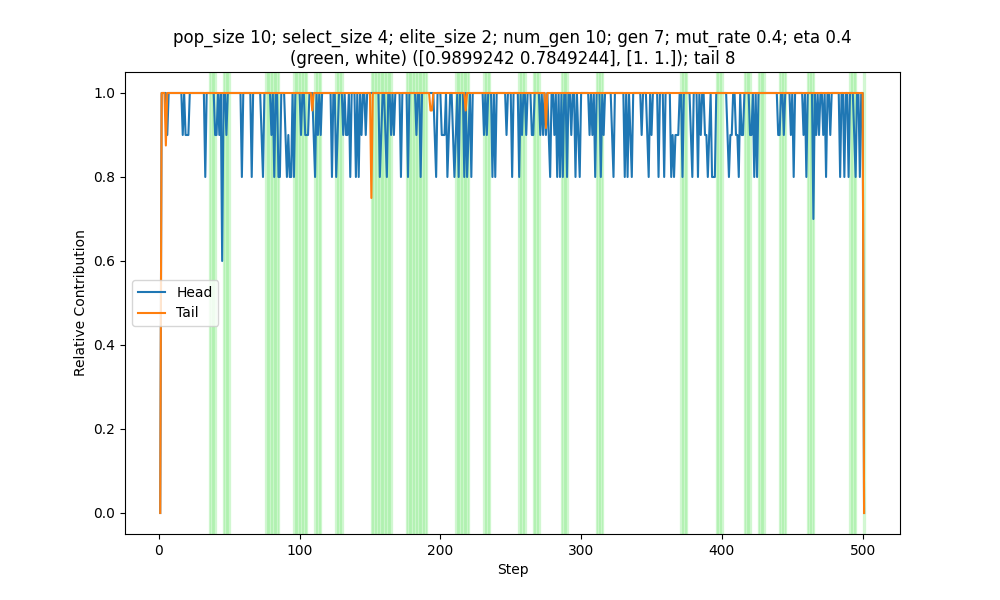 pop_size 10; select_size 4; elite_size 2; num_gen 10; gen 7; mut_rate 0.4; eta 0.4
(green, white) ([0.9899242 0.7849244], [1. 1.]); tail 8
1.0
0.8
0.6
0.4
0.2
0.0
Relative Contribution
Head
Tail
0
100
200
300
400
500
Step